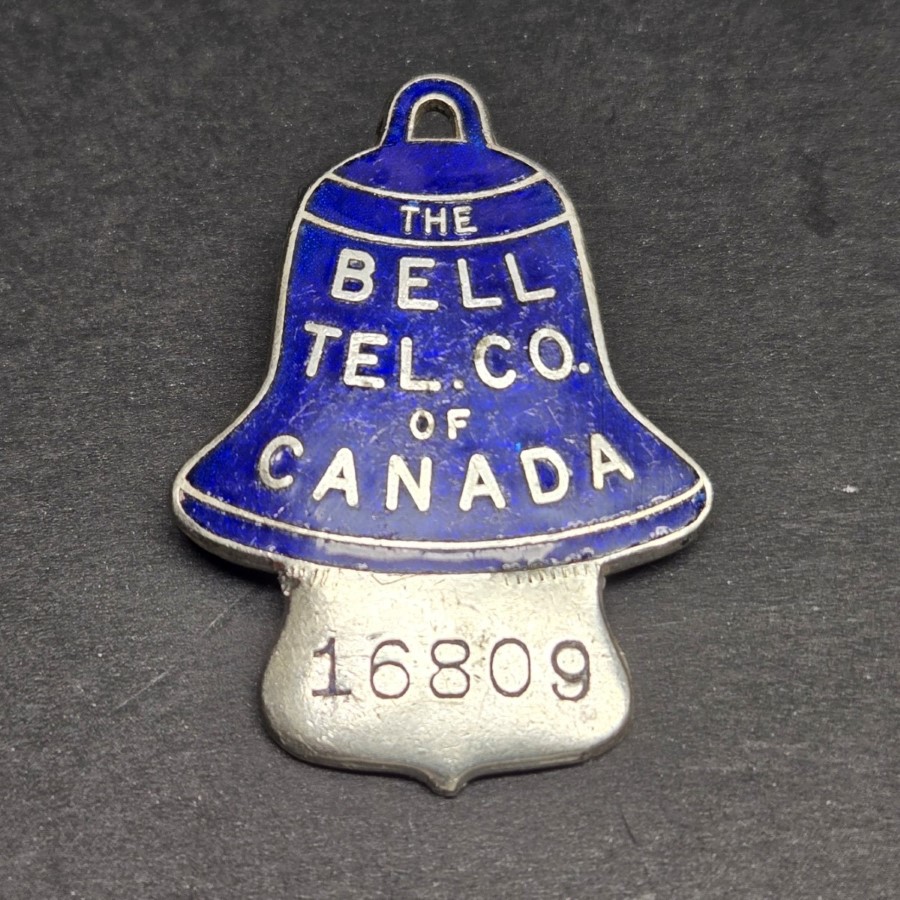 THE
BELL
TEL. CO.
OF
CANADA
16809